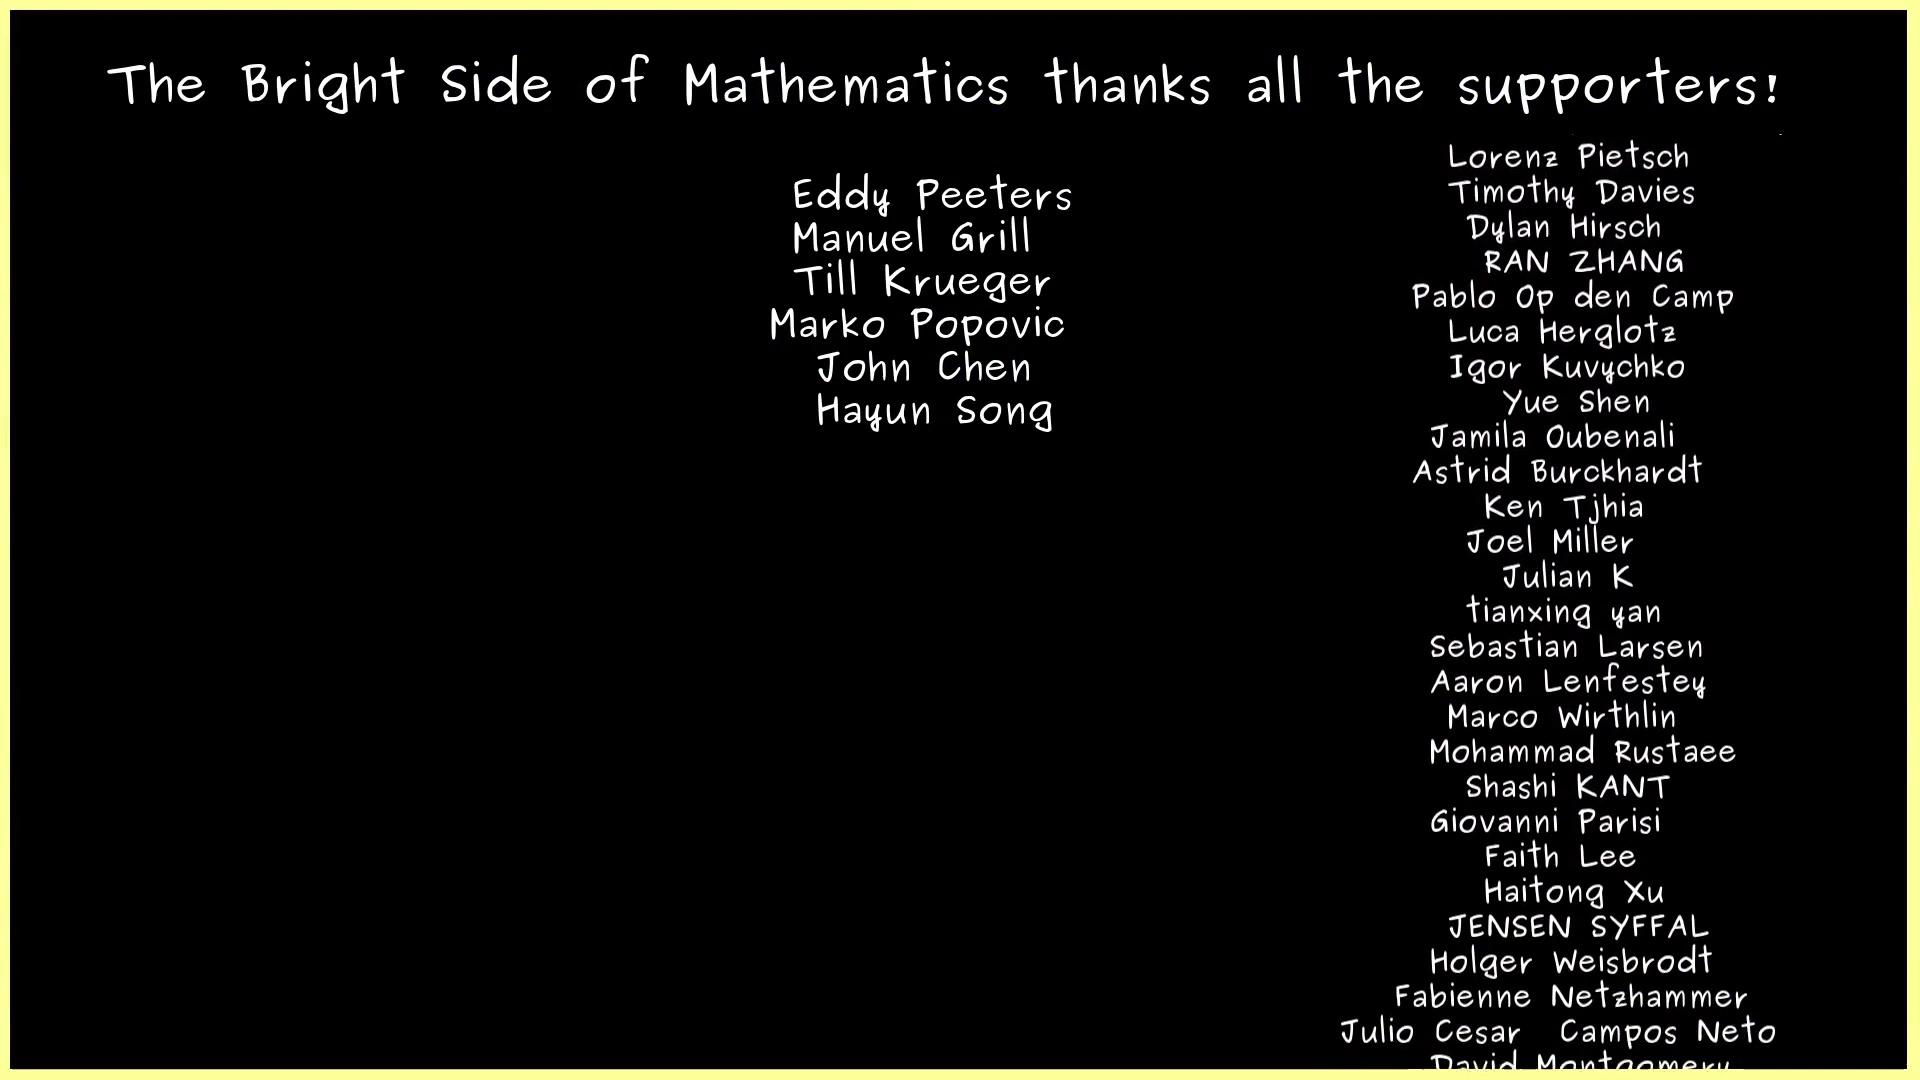 The Bright Side of Mathematics thanks all the supporters!
Eddy Peeters
Manuel Grill
Till Krueger
Marko Popovic
John Chen
Hayun Song
Lorenz Pietsch
Timothy Davies
Dylan Hirsch
RAN ZHANG
Pablo Op den Camp
Luca Herglotz
Igor Kuvychko
Yue Shen
Jamila Oubenali
Astrid Burckhardt
Ken Tjhia
Joel Miller
Julian K
tianxing yan
Sebastian Larsen
Aaron Lenfestey
Marco Wirthlin
Mohammad Rustaee
Shashi KANT
Giovanni Parisi
Faith Lee
Haitong Xu
JENSEN SYFFAL
Holger Weisbrodt
Fabienne Netzhammer
Julio Cesar Campos Neto
David Montgomery